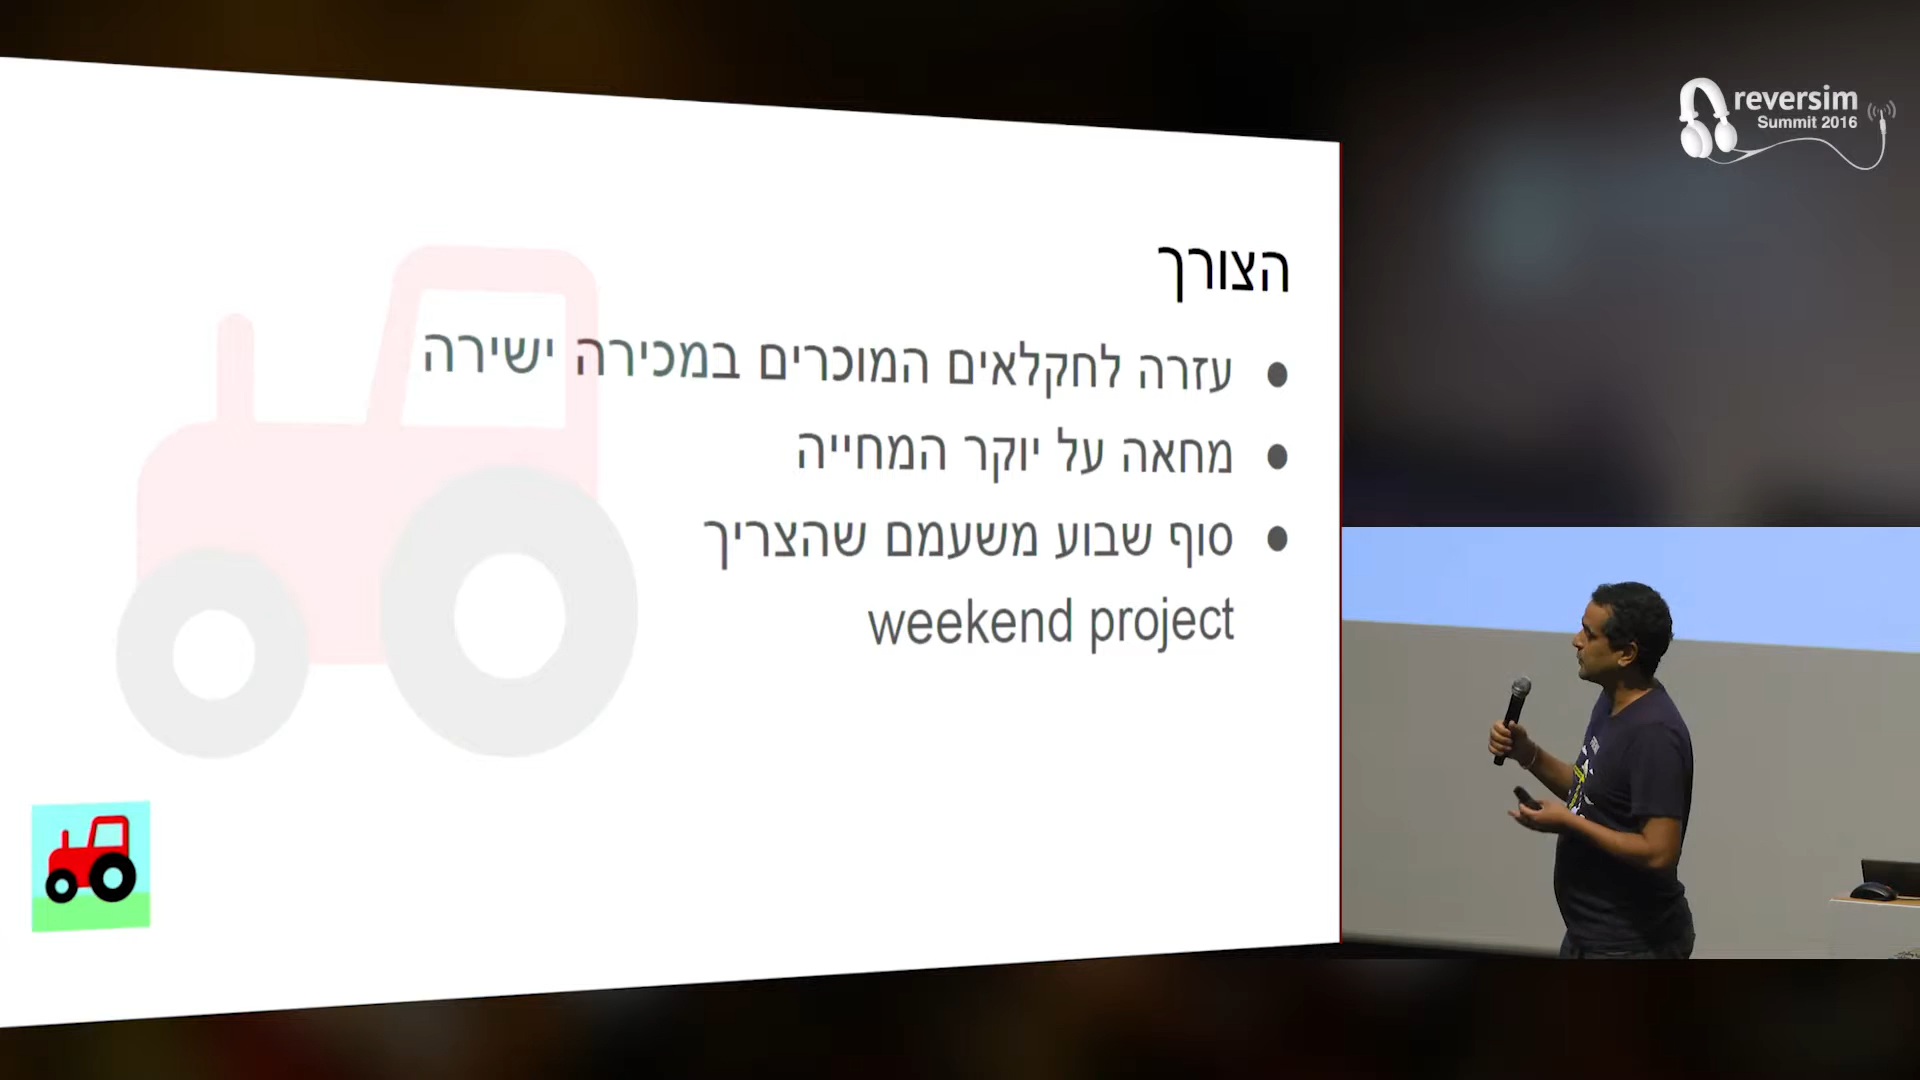 הצורך
עזרה לחקלאים המוכרים במכירה ישירה
מחאה על יוקר המחייה
סוף שבוע משעמם שהצריך
weekend project
reversim
Summit 2016